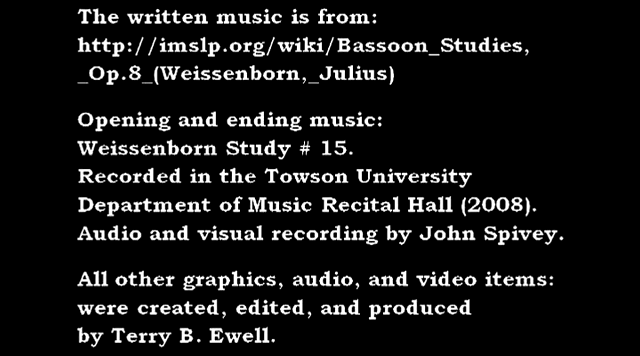 The written music is from:
http://imslp.org/wiki/Bassoon_Studies,
_Op.8_(Weissenborn,_Julius)
Opening and ending music:
Weissenborn Study # 15.
Recorded in the Towson University
Department of Music Recital Hall (2008).
Audio and visual recording by John Spivey.
All other graphics, audio, and video items:
were created, edited, and produced
by Terry B. Ewell.